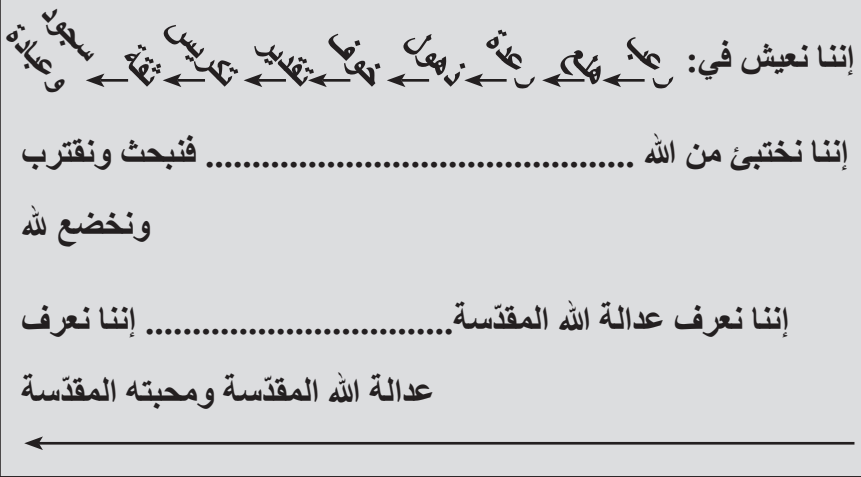 إننا نعيش في: رعب هلع رعدة ذهول خوف تقدير تكريس ثقة سجود وعبادة
إننا نختبئ من الله .............................................. فنبحث ونقترب
ونخضع لله
إننا نعرف عدالة الله المقدّسة................................. إننا نعرف
عدالة الله المقدّسة ومحبته المقدّسة